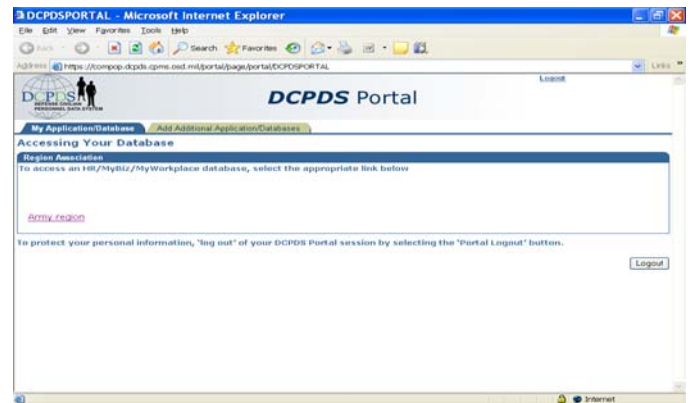 DCPDSPORTAL - Microsoft Internet Explorer
File Edit View Favorites Tools Help
Back Search Favorites
Address https://compop.dcpds.cpms.osd.mil/portal/page/portal/DCPDSPORTAL Links
Logout
DCPDS
DEFENSE CIVILIAN
PERSONNEL DATA SYSTEM
DCPDS Portal
My Application/Database Add Additional Application/Databases
Accessing Your Database
Region Association
To access an HR/MyBiz/MyWorkplace database, select the appropriate link below
Army region
To protect your personal information, 'log out' of your DCPDS Portal session by selecting the 'Portal Logout' button.
Logout
Internet